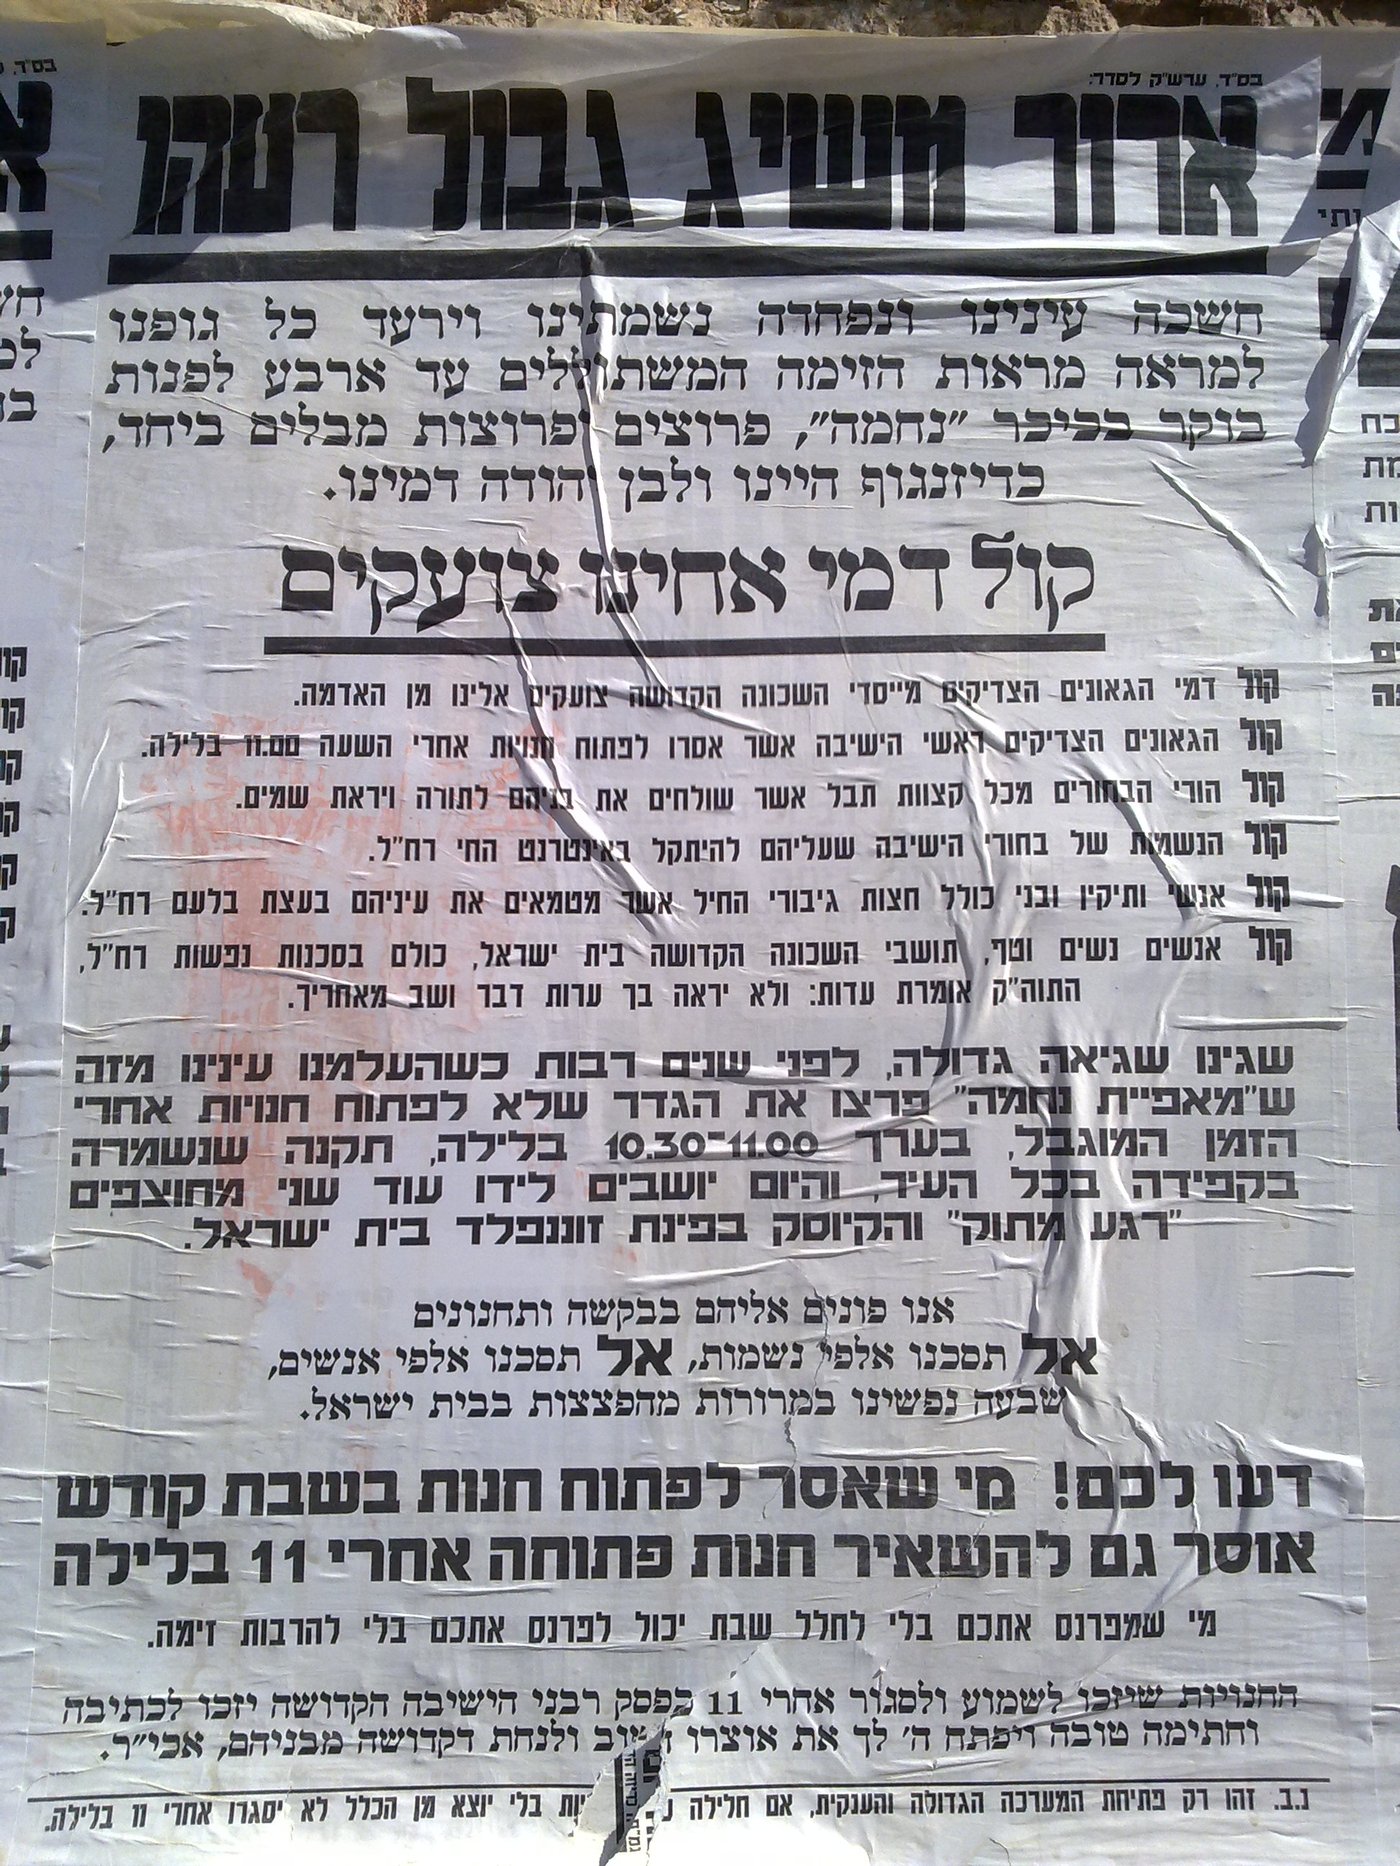 בס"ד, ערש"ק לסדר:
ארור משיג גבול רעהו
חשכה עינינו ונפחדה נשמתינו וירעד כל גופנו
למראה מראות הזימה המשתוללים עד ארבע לפנות
בוקר בכיכר "נחמה", פרוצים ופרוצות מבלים ביחד,
כדיזנגוף היינו ולבן יהודה דמינו.
קול דמי אחינו צועקים
קול דמי הגאונים הצדיקים מייסדי השכונה הקדושה צועקים אלינו מן האדמה.
קול הגאונים הצדיקים ראשי הישיבה אשר אסרו לפתוח חנויות אחרי השעה 11.00 בלילה.
קול הורי הבחורים מכל קצוות תבל אשר שולחים את בניהם לתורה ויראת שמים.
קול הנשמות של בחורי הישיבה שעליהם להיתקל באינטרנט החי רח"ל.
קול אנשי ותיקין ובני כולל חצות גיבורי החיל אשר מטמאים את עיניהם בעצת בלעם רח"ל.
קול אנשים נשים וטף, תושבי השכונה הקדושה בית ישראל, כולם בסכנות נפשות רח"ל,
התוה"ק אומרת עדות: ולא יראה בך ערות דבר ושב מאחריך.
שגינו שגיאה גדולה, לפני שנים רבות כשהעלמנו עינינו מזה
ש"מאפיית נחמה" פרצו את הגדר שלא לפתוח חנויות אחרי
הזמן המוגבל, בערך 10.30-11.00 בלילה, תקנה שנשמרה
בקפידה בכל העיר, והיום יושבים לידו עוד שני מחוצפים
"רגע מתוק" והקיוסק בפינת זוננפלד בית ישראל.
אנו פונים אליהם בבקשה ותחנונים
אל תסכנו אלפי נשמות, אל תסכנו אלפי אנשים,
שבעה נפשינו במרורות מהפצצות בבית ישראל.
דעו לכם! מי שאסר לפתוח חנות בשבת קודש
אוסר גם להשאיר חנות פתוחה אחרי 11 בלילה
מי שמפרנס אתכם בלי לחלל שבת יכול לפרנס אתכם בלי להרבות זימה.
החנויות שיזכו לשמוע ולסגור אחרי 11 כפסק רבני הישיבה הקדושה יזכו לכתיבה
וחתימה טובה ויפתח ה' לך את אוצרו ולנחת דקדושה מבניהם, אכי"ר.
נ.ב. זהו רק פתיחת המערכה הגדולה והענקית, אם חלילה בלי יוצא מן הכלל לא יסגרו אחרי 11 בלילה.